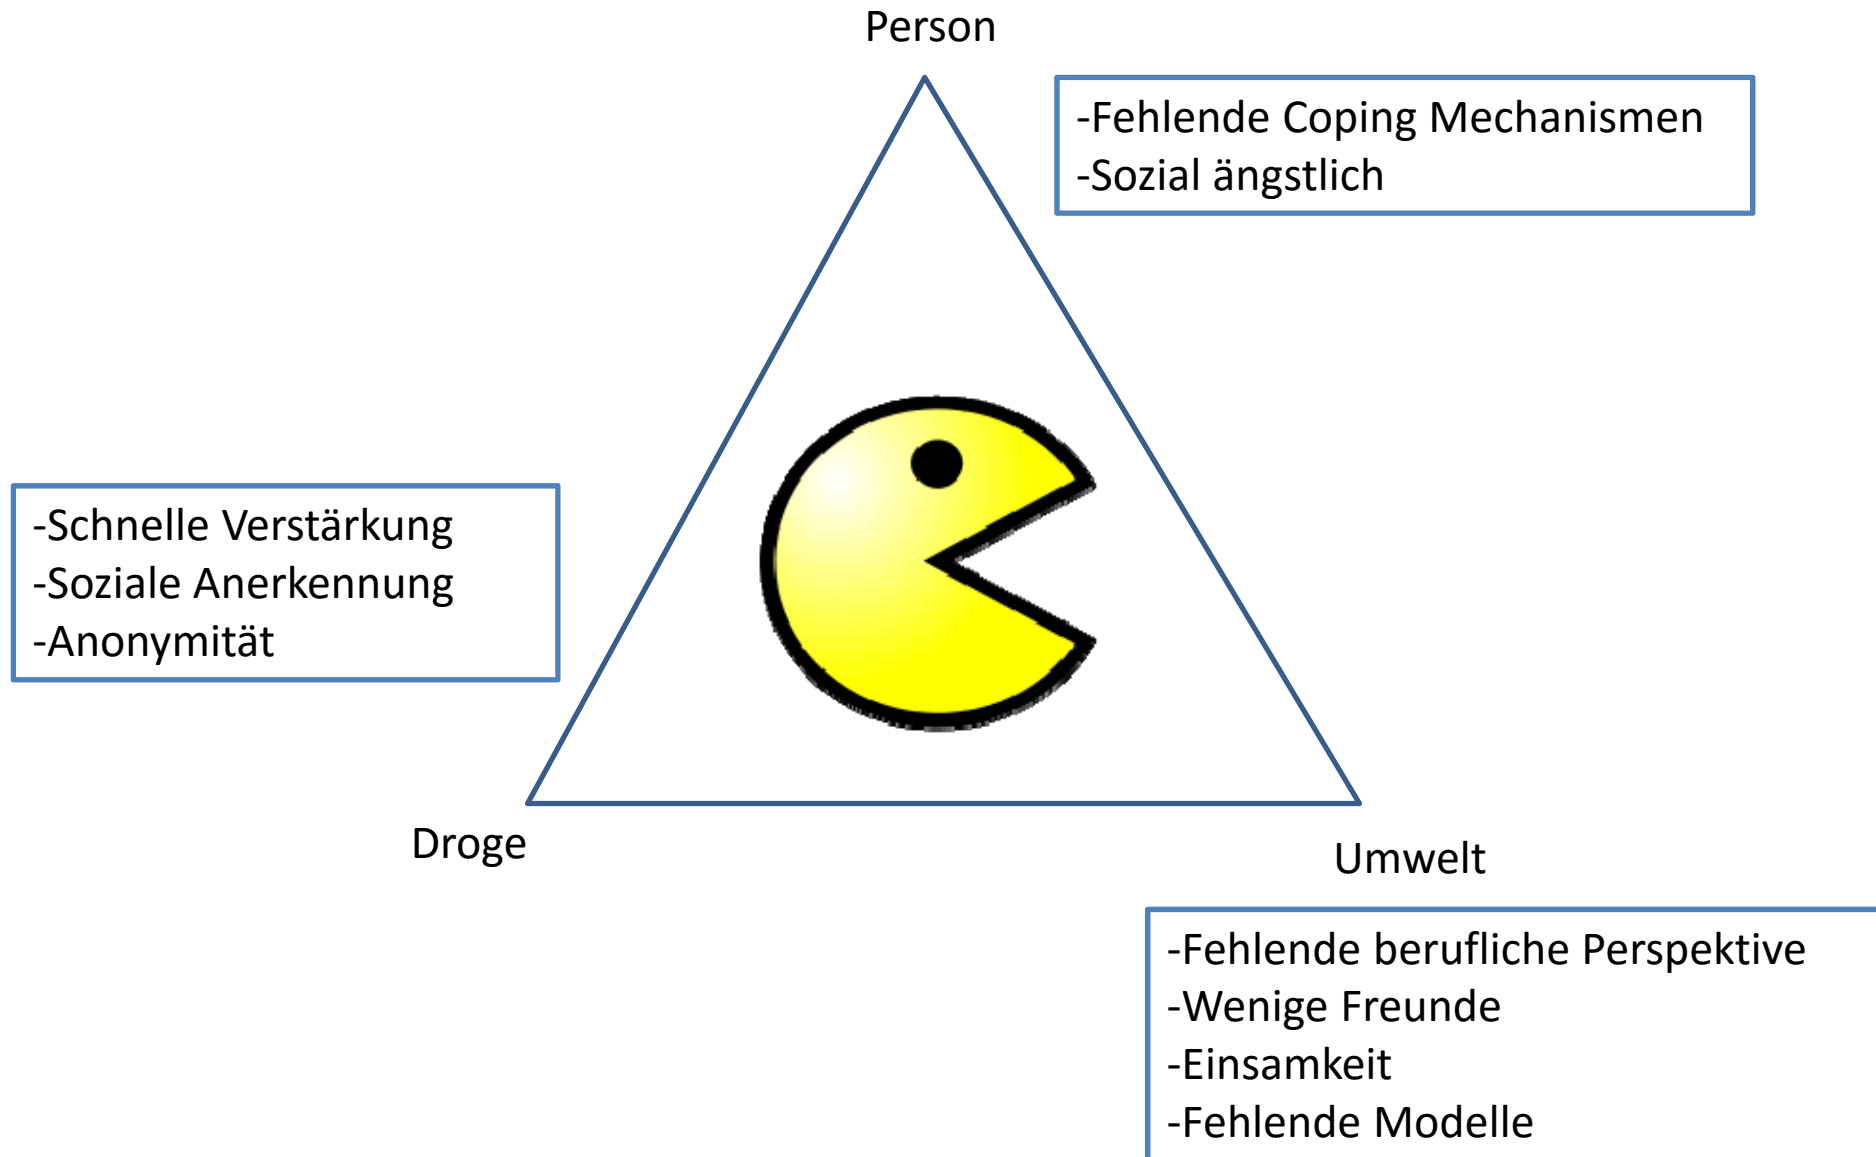 Person
-Fehlende Coping Mechanismen
-Sozial ängstlich
-Schnelle Verstärkung
-Soziale Anerkennung
-Anonymität
Droge
Umwelt
-Fehlende berufliche Perspektive
-Wenige Freunde
-Einsamkeit
-Fehlende Modelle